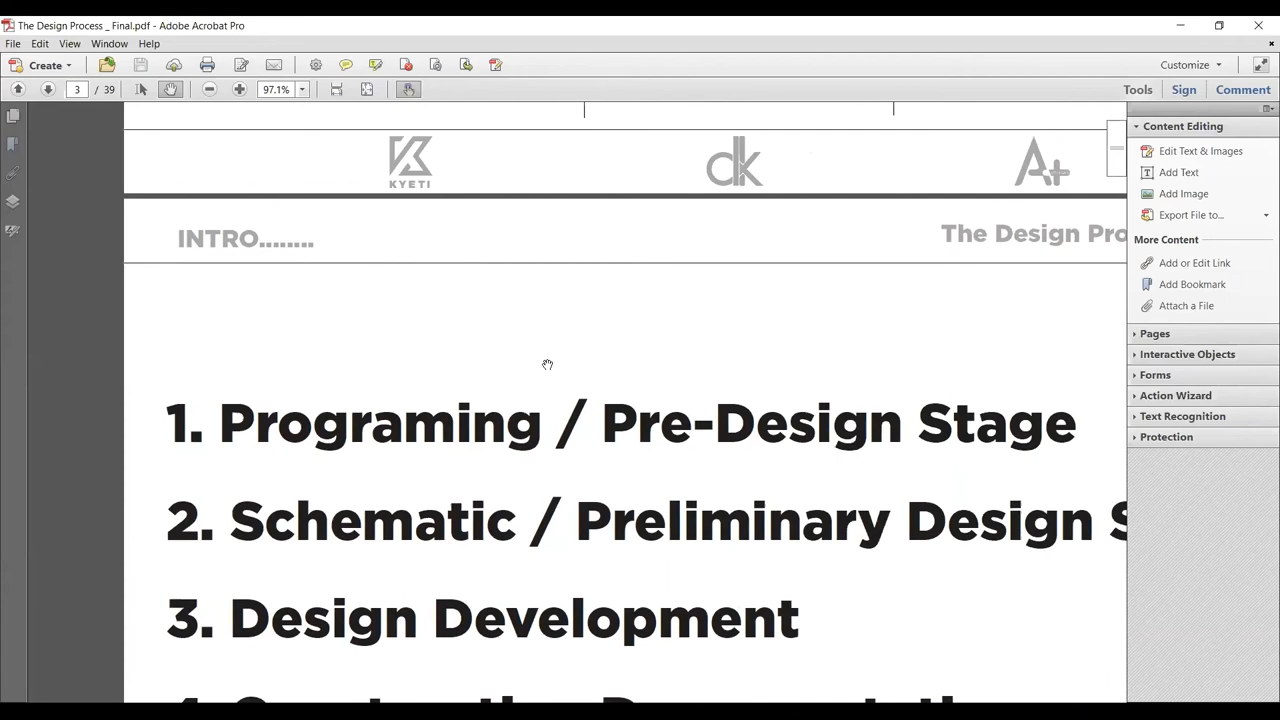 The Design Process _ Final.pdf - Adobe Acrobat Pro
File Edit View Window Help
Create Customize
3 / 39 97.1% Tools Sign Comment
KYETI dk A+
INTRO........ The Design Pro
1. Programing / Pre-Design Stage
2. Schematic / Preliminary Design S
3. Design Development
Content Editing
Edit Text & Images
Add Text
Add Image
Export File to...
More Content
Add or Edit Link
Add Bookmark
Attach a File
Pages
Interactive Objects
Forms
Action Wizard
Text Recognition
Protection